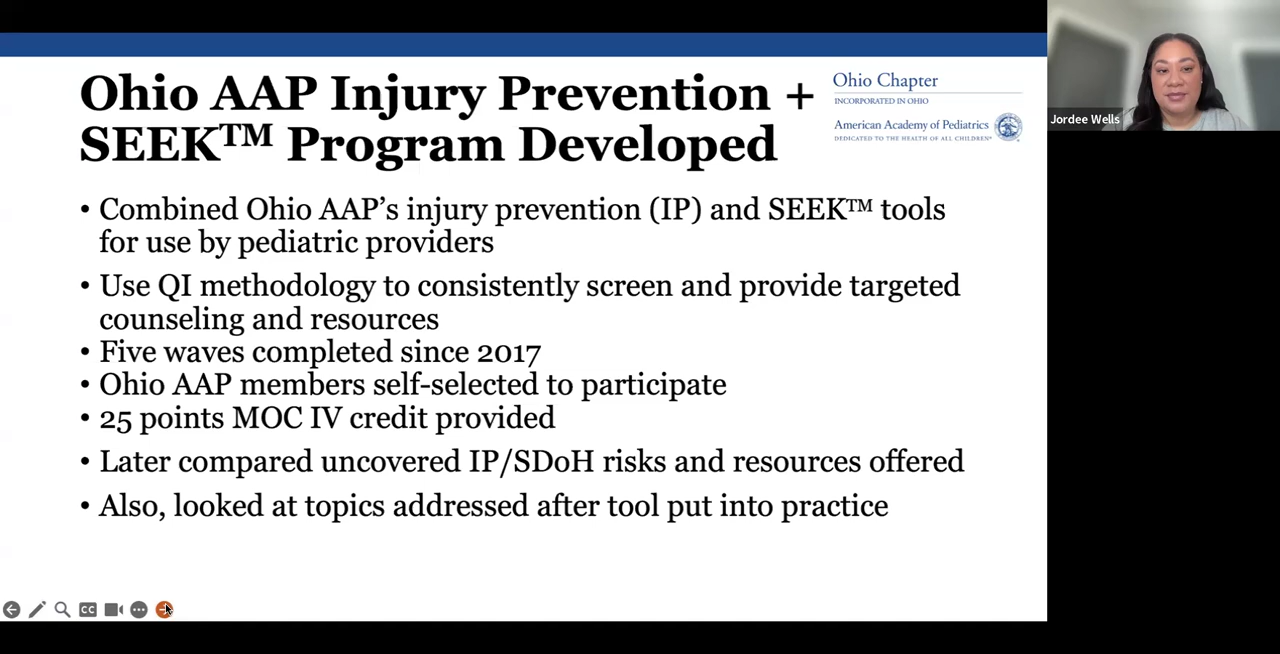 Ohio AAP Injury Prevention +
SEEK™ Program Developed
Ohio Chapter
INCORPORATED IN OHIO
American Academy of Pediatrics
DEDICATED TO THE HEALTH OF ALL CHILDREN®
Jordee Wells
• Combined Ohio AAP’s injury prevention (IP) and SEEK™ tools
for use by pediatric providers
• Use QI methodology to consistently screen and provide targeted
counseling and resources
• Five waves completed since 2017
• Ohio AAP members self-selected to participate
• 25 points MOC IV credit provided
• Later compared uncovered IP/SDoH risks and resources offered
• Also, looked at topics addressed after tool put into practice
CC